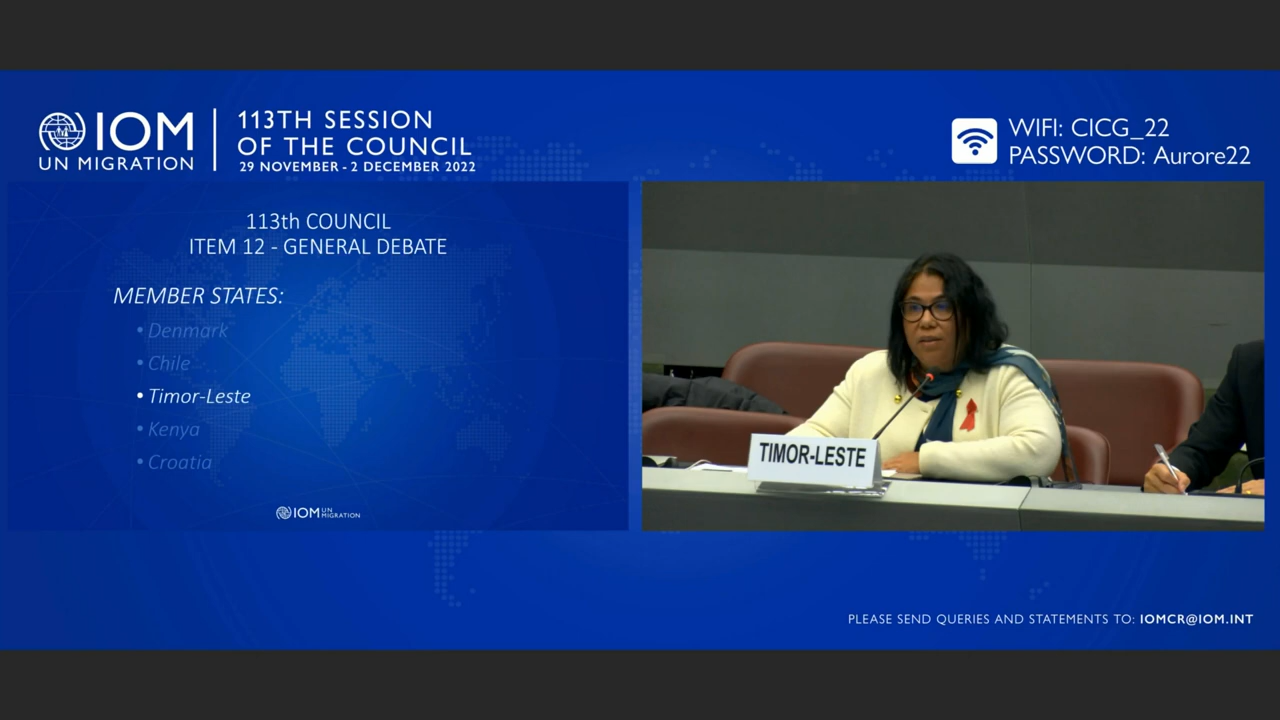 IOM
UN MIGRATION
113TH SESSION
OF THE COUNCIL
29 NOVEMBER - 2 DECEMBER 2022
WIFI: CICG_22
PASSWORD: Aurore22
113th COUNCIL
ITEM 12 - GENERAL DEBATE
MEMBER STATES:
• Denmark
• Chile
• Timor-Leste
• Kenya
• Croatia
IOM UN MIGRATION
TIMOR-LESTE
PLEASE SEND QUERIES AND STATEMENTS TO: IOMCR@IOM.INT